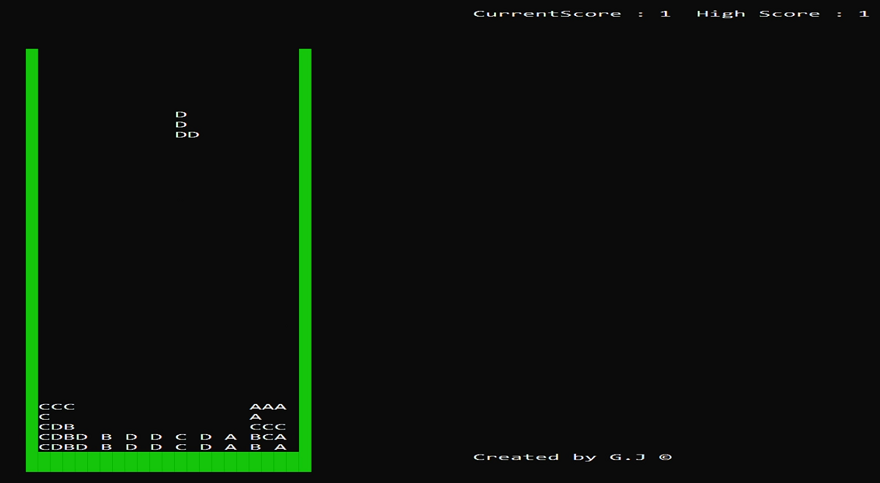 CurrentScore : 1  High Score : 1
D
D
DD
CCC AAA
C A
CDB CCC
CDBD B D D C D A BCA
CDBD B D D C D A B A
Created by G.J ©